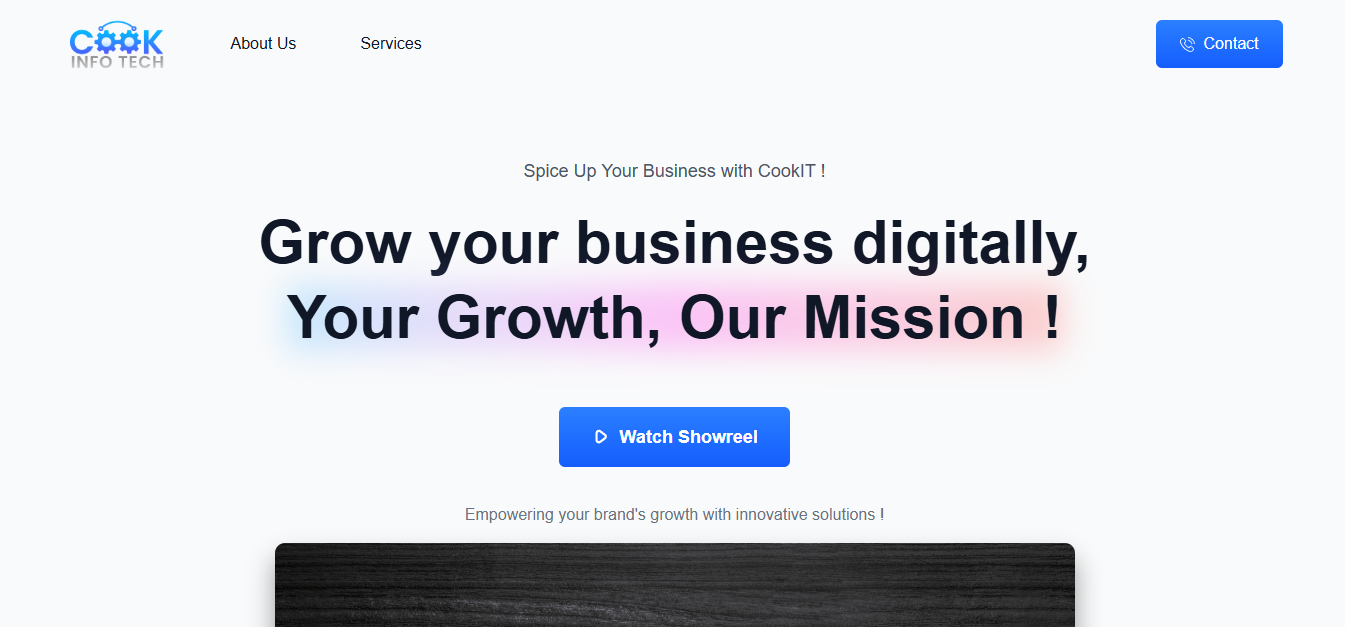 COOK
INFO TECH
About Us
Services
Contact
Spice Up Your Business with CookIT !
Grow your business digitally,
Your Growth, Our Mission !
Watch Showreel
Empowering your brand's growth with innovative solutions !